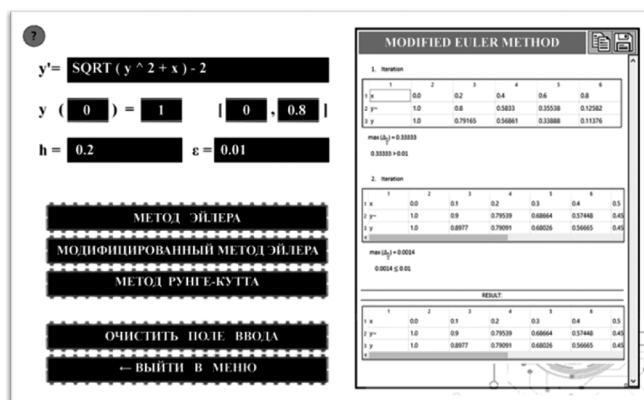 ?
y'= SQRT ( y ^ 2 + x ) - 2
y ( 0 ) = 1 [ 0 , 0.8 ]
h = 0.2 ε = 0.01
МЕТОД ЭЙЛЕРА
МОДИФИЦИРОВАННЫЙ МЕТОД ЭЙЛЕРА
МЕТОД РУНГЕ-КУТТА
ОЧИСТИТЬ ПОЛЕ ВВОДА
← ВЫЙТИ В МЕНЮ
MODIFIED EULER METHOD
1. Iteration
1 2 3 4 5 6
1 x 0.0 0.2 0.4 0.6 0.8
2 y~ 1.0 0.8 0.5833 0.35538 0.12582
3 y 1.0 0.79165 0.56861 0.33888 0.11376
= 0.33333
0.33333 > 0.01
2. Iteration
1 2 3 4 5 6
1 x 0.0 0.1 0.2 0.3 0.4 0.5
2 y~ 1.0 0.9 0.79539 0.68664 0.57448 0.45
3 y 1.0 0.8977 0.79091 0.68026 0.56665 0.45
= 0.0014
0.0014 ≤ 0.01
RESULT:
1 2 3 4 5 6
1 x 0.0 0.1 0.2 0.3 0.4 0.5
2 y~ 1.0 0.9 0.79539 0.68664 0.57448 0.45
3 y 1.0 0.8977 0.79091 0.68026 0.56665 0.45